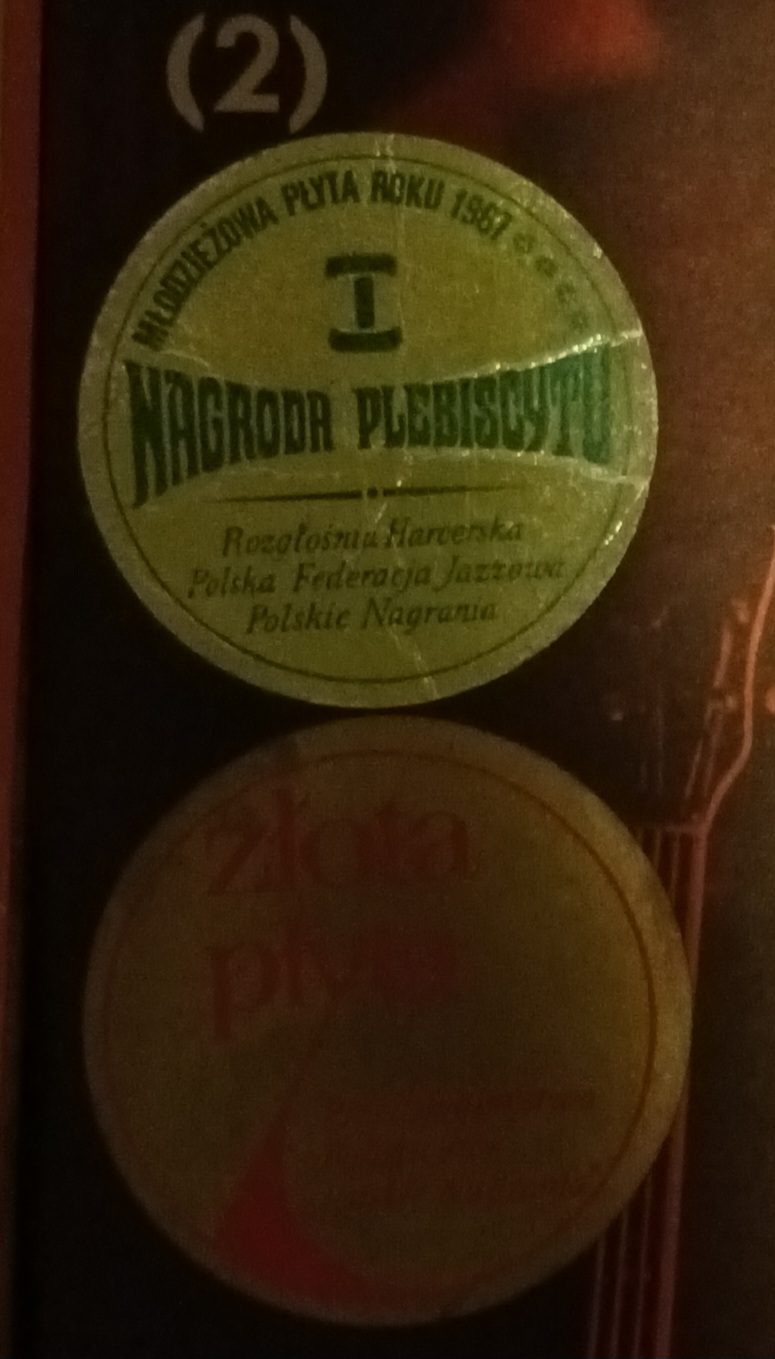 (2)
MŁODZIEŻOWA PŁYTA ROKU 1967
I
NAGRODA PLEBISCYTU
Rozgłośnia Harcerska
Polska Federacja Jazzowa
Polskie Nagrania
złota
płyta